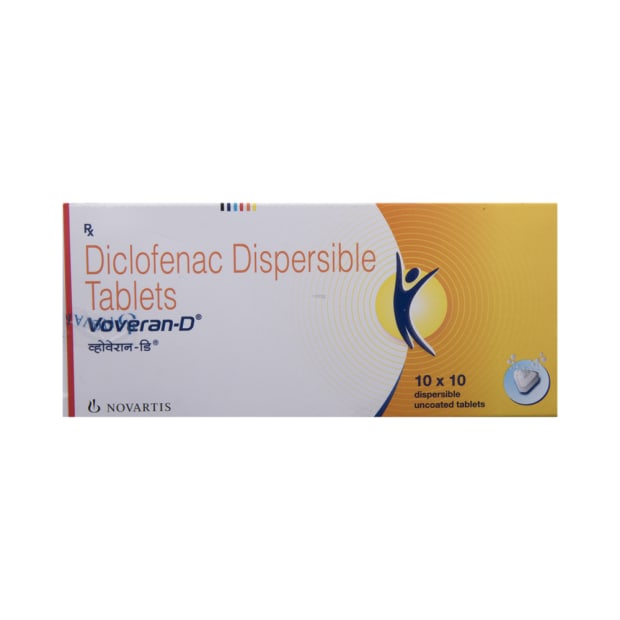 Rx
Diclofenac Dispersible
Tablets
voveran-D®
व्होवेरान-डि®
NOVARTIS
10 x 10
dispersible
uncoated tablets